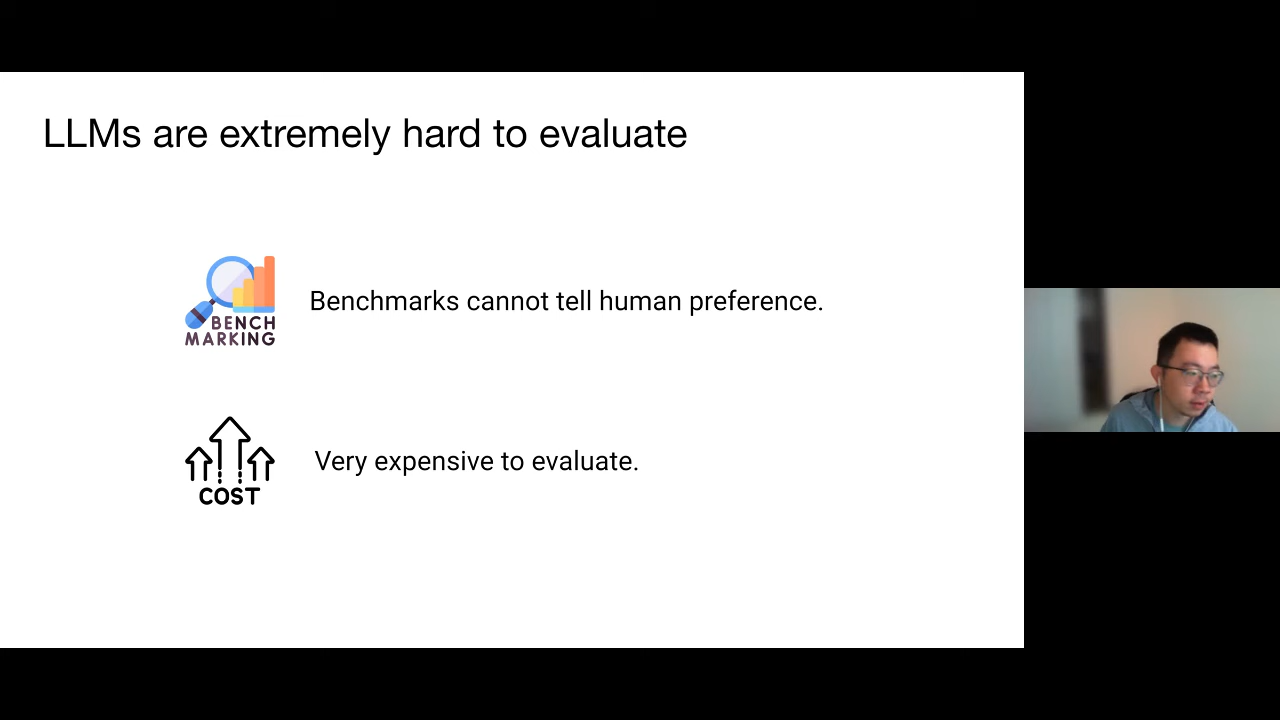 LLMs are extremely hard to evaluate
BENCH
MARKING
Benchmarks cannot tell human preference.
COST
Very expensive to evaluate.